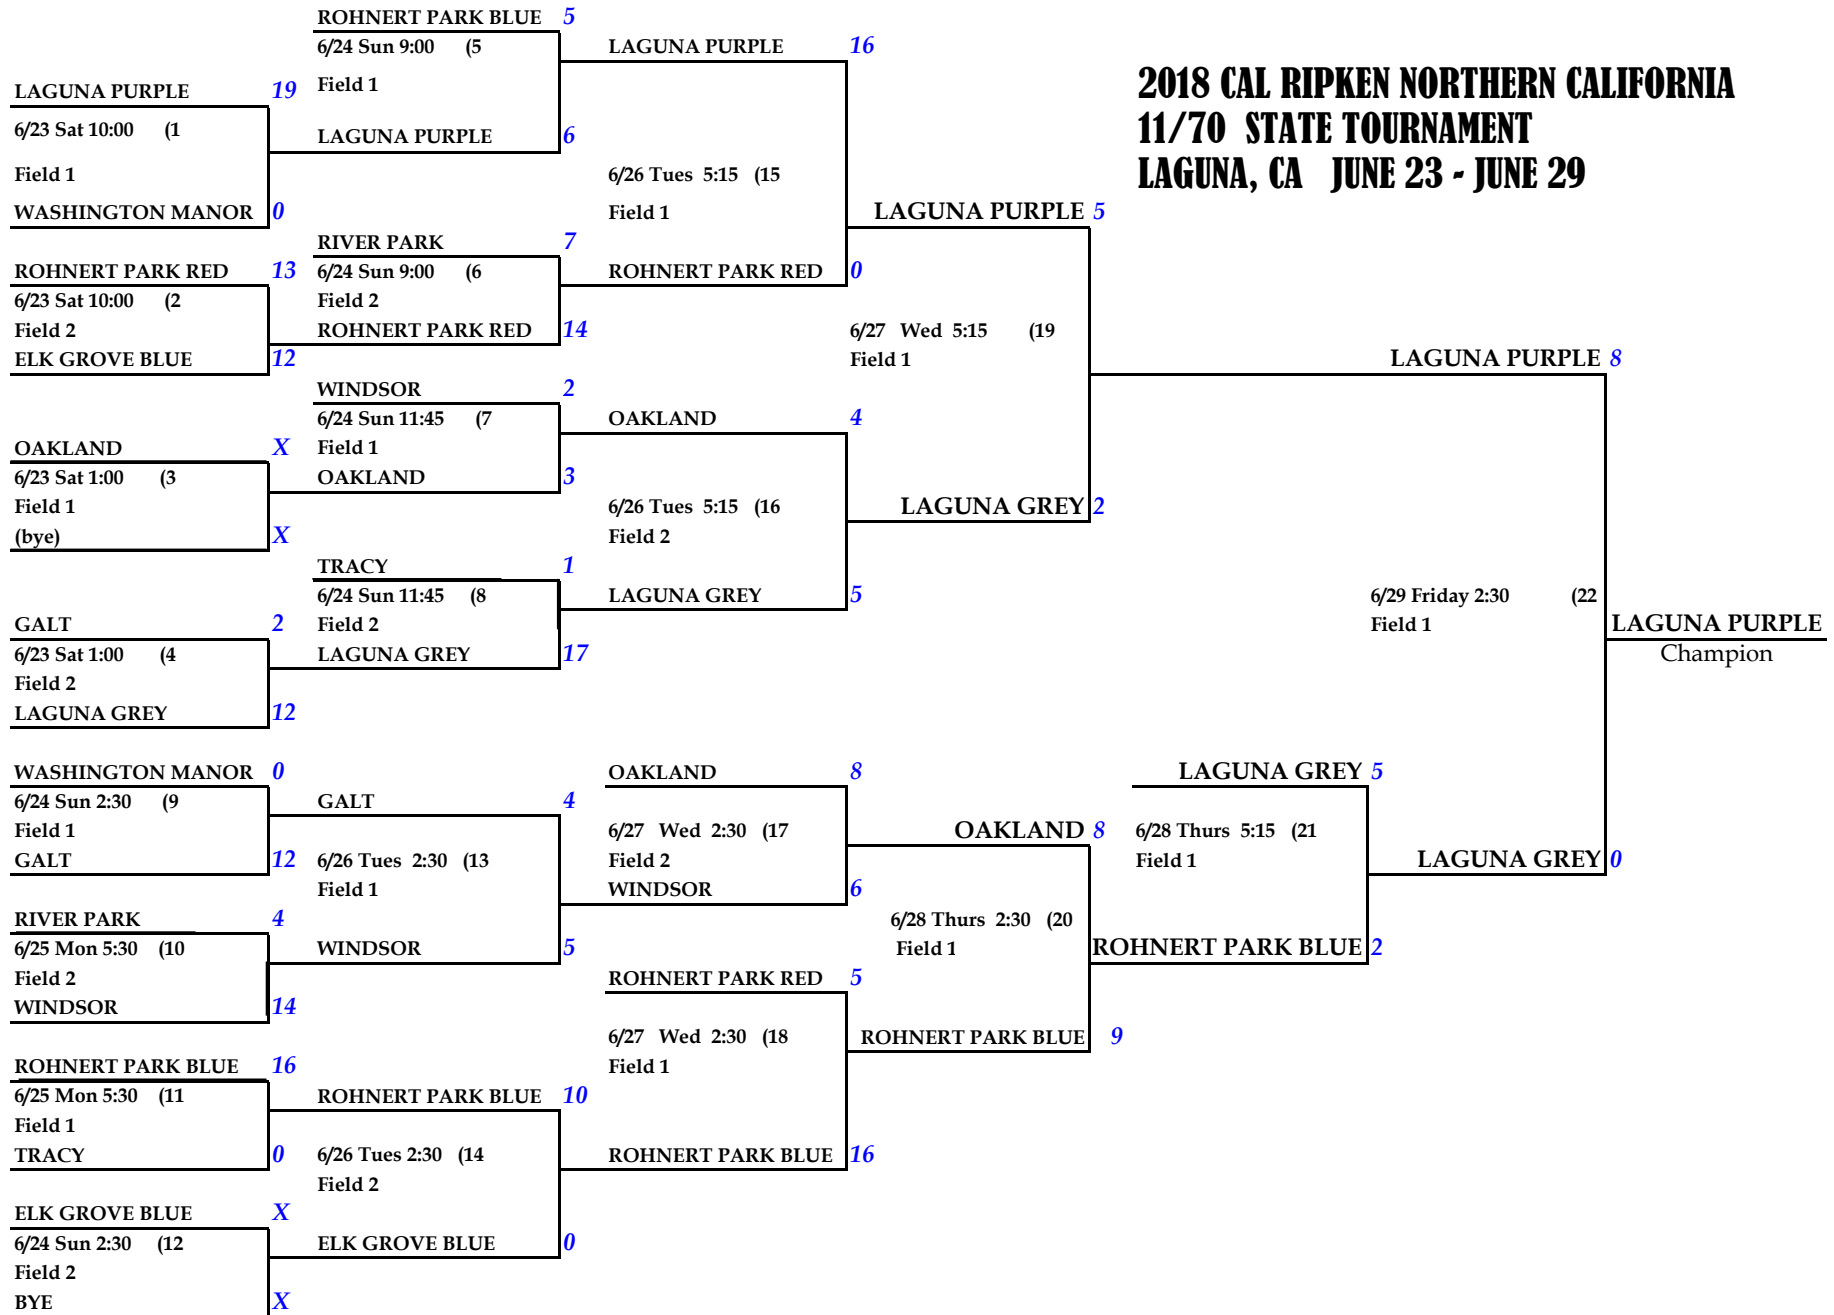 2018 CAL RIPKEN NORTHERN CALIFORNIA
11/70 STATE TOURNAMENT
LAGUNA, CA JUNE 23 - JUNE 29
LAGUNA PURPLE 19
6/23 Sat 10:00 (1
Field 1
WASHINGTON MANOR 0
ROHNERT PARK RED 13
6/23 Sat 10:00 (2
Field 2
ELK GROVE BLUE 12
OAKLAND X
6/23 Sat 1:00 (3
Field 1
(bye) X
GALT 2
6/23 Sat 1:00 (4
Field 2
LAGUNA GREY 12
WASHINGTON MANOR 0
6/24 Sun 2:30 (9
Field 1
GALT 12
RIVER PARK 4
6/25 Mon 5:30 (10
Field 2
WINDSOR 14
ROHNERT PARK BLUE 16
6/25 Mon 5:30 (11
Field 1
TRACY 0
ELK GROVE BLUE X
6/24 Sun 2:30 (12
Field 2
BYE X
ROHNERT PARK BLUE 5
6/24 Sun 9:00 (5
Field 1
LAGUNA PURPLE 6
RIVER PARK 7
6/24 Sun 9:00 (6
Field 2
ROHNERT PARK RED 14
WINDSOR 2
6/24 Sun 11:45 (7
Field 1
OAKLAND 3
TRACY 1
6/24 Sun 11:45 (8
Field 2
LAGUNA GREY 17
GALT 4
6/26 Tues 2:30 (13
Field 1
WINDSOR 5
ROHNERT PARK BLUE 10
6/26 Tues 2:30 (14
Field 2
ELK GROVE BLUE 0
LAGUNA PURPLE 16
6/26 Tues 5:15 (15
Field 1
ROHNERT PARK RED 0
OAKLAND 4
6/26 Tues 5:15 (16
Field 2
LAGUNA GREY 5
OAKLAND 8
6/27 Wed 2:30 (17
Field 2
WINDSOR 6
ROHNERT PARK RED 5
6/27 Wed 2:30 (18
Field 1
ROHNERT PARK BLUE 16
LAGUNA PURPLE 5
6/27 Wed 5:15 (19
Field 1
LAGUNA GREY 2
OAKLAND 8
6/28 Thurs 2:30 (20
Field 1
ROHNERT PARK BLUE 9
LAGUNA GREY 5
6/28 Thurs 5:15 (21
Field 1
ROHNERT PARK BLUE 2
LAGUNA PURPLE 8
6/29 Friday 2:30 (22
Field 1
LAGUNA GREY 0
LAGUNA PURPLE
Champion